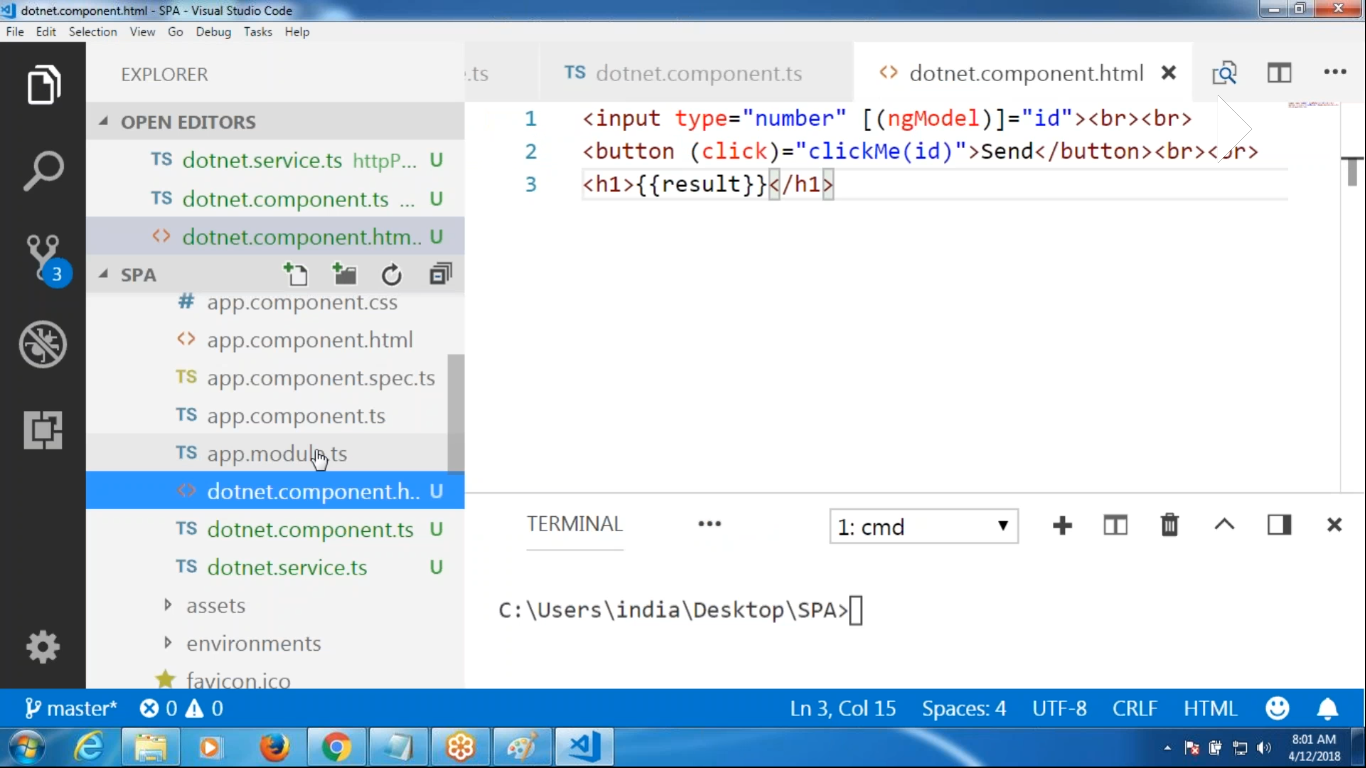 dotnet.component.html - SPA - Visual Studio Code
File Edit Selection View Go Debug Tasks Help
EXPLORER
.ts
TS dotnet.component.ts
<> dotnet.component.html
OPEN EDITORS
TS dotnet.service.ts httpP... U
TS dotnet.component.ts ... U
<> dotnet.component.htm.. U
3
SPA
# app.component.css
<> app.component.html
TS app.component.spec.ts
TS app.component.ts
TS app.module.ts
<> dotnet.component.h.. U
TS dotnet.component.ts U
TS dotnet.service.ts U
assets
environments
favicon.ico
1 <input type="number" [(ngModel)]="id"><br><br>
2 <button (click)="clickMe(id)">Send</button><br><br>
3 <h1>{{result}}</h1>
TERMINAL
1: cmd
C:\Users\india\Desktop\SPA>
master* 0 0
Ln 3, Col 15 Spaces: 4 UTF-8 CRLF HTML
8:01 AM
4/12/2018